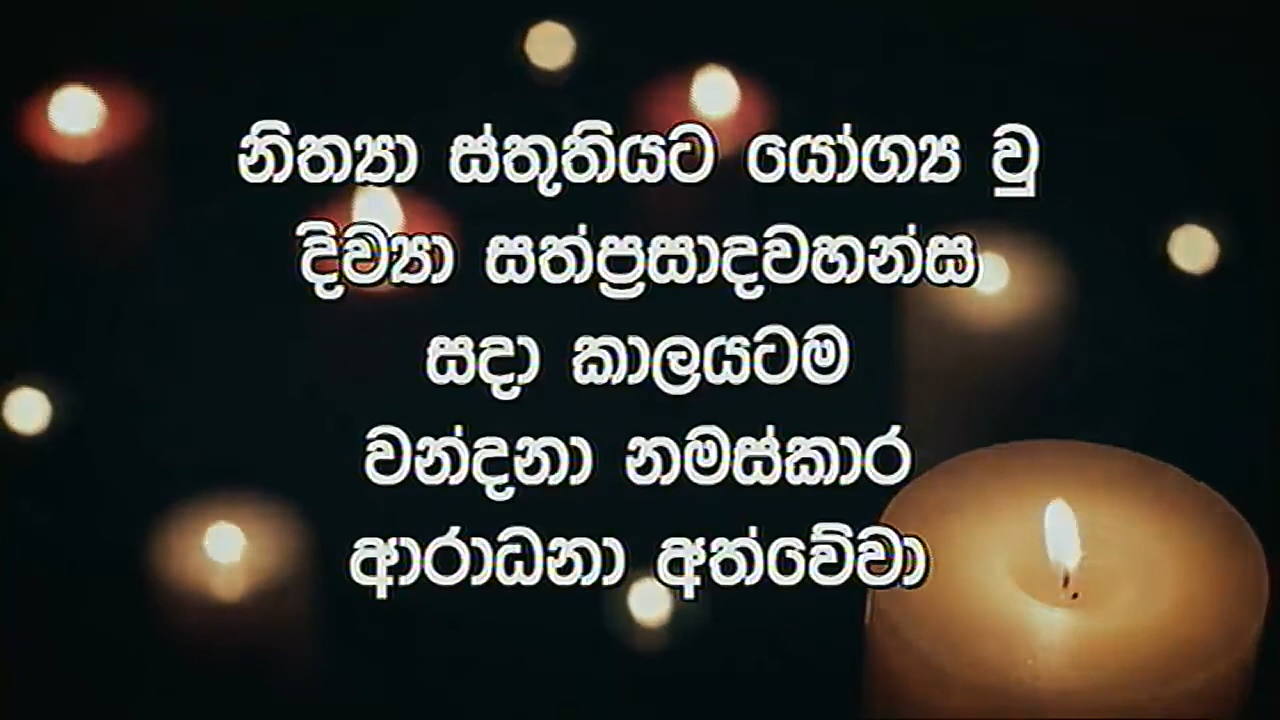 නිත්‍යා ස්තුතියට යෝග්‍ය වු
දිව්‍යා සත්ප්‍රසාදවහන්ස
සදා කාලයටම
වන්දනා නමස්කාර
ආරාධනා අත්වේවා